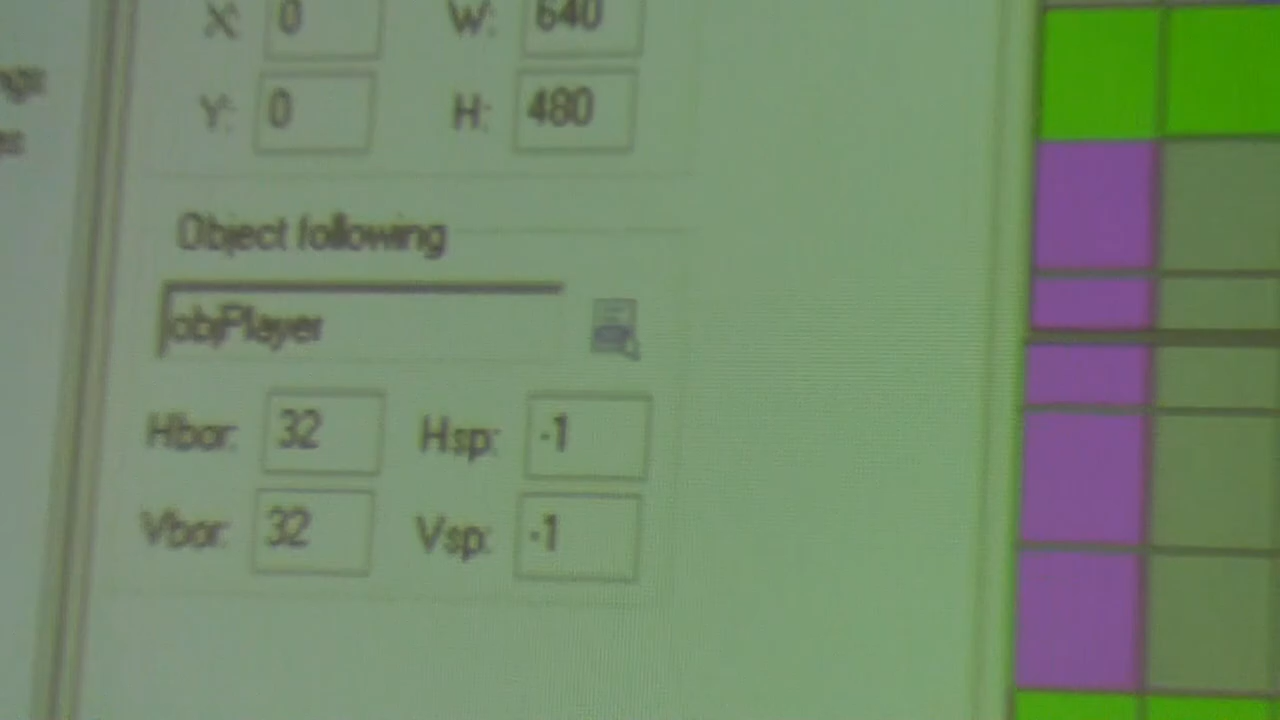 X: 0 W: 640
Y: 0 H: 480
Object following
objPlayer
Hbor: 32 Hsp: -1
Vbor: 32 Vsp: -1